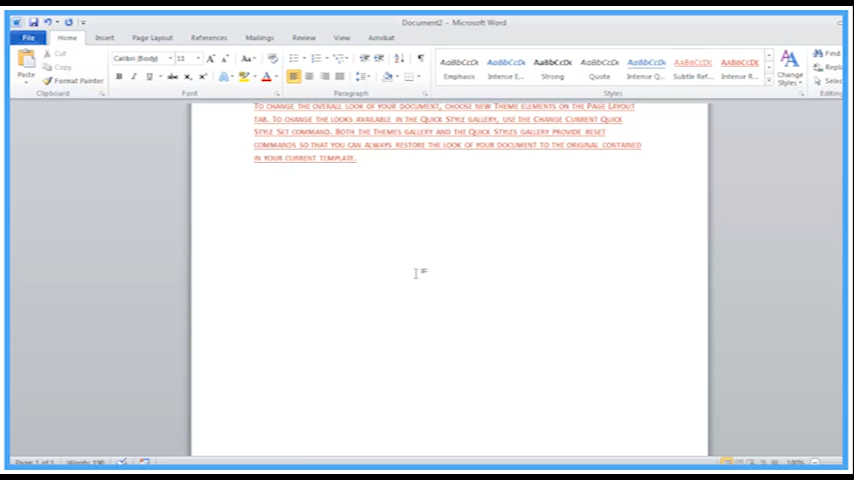 Document2 - Microsoft Word
File Home Insert Page Layout References Mailings Review View Acrobat
Cut
Copy
Paste
Format Painter
Calibri (Body) 11
B I U abc x₂ x²
AaBbCcDc AaBbCcDc AaBbCcDc AaBbCcDc AaBbCcDc AaBbCcDc AaBbCcDc
Emphasis Intense E... Strong Quote Intense Q... Subtle Ref... Intense R...
Change Styles
Find
Repla
Select
Clipboard Font Paragraph Styles Editing
To change the overall look of your document, choose new Theme elements on the Page Layout
tab. To change the looks available in the Quick Style gallery, use the Change Current Quick
Style Set command. Both the Themes gallery and the Quick Styles gallery provide reset
commands so that you can always restore the look of your document to the original contained
in your current template.
Page: 1 of 1 Words: 190 100%